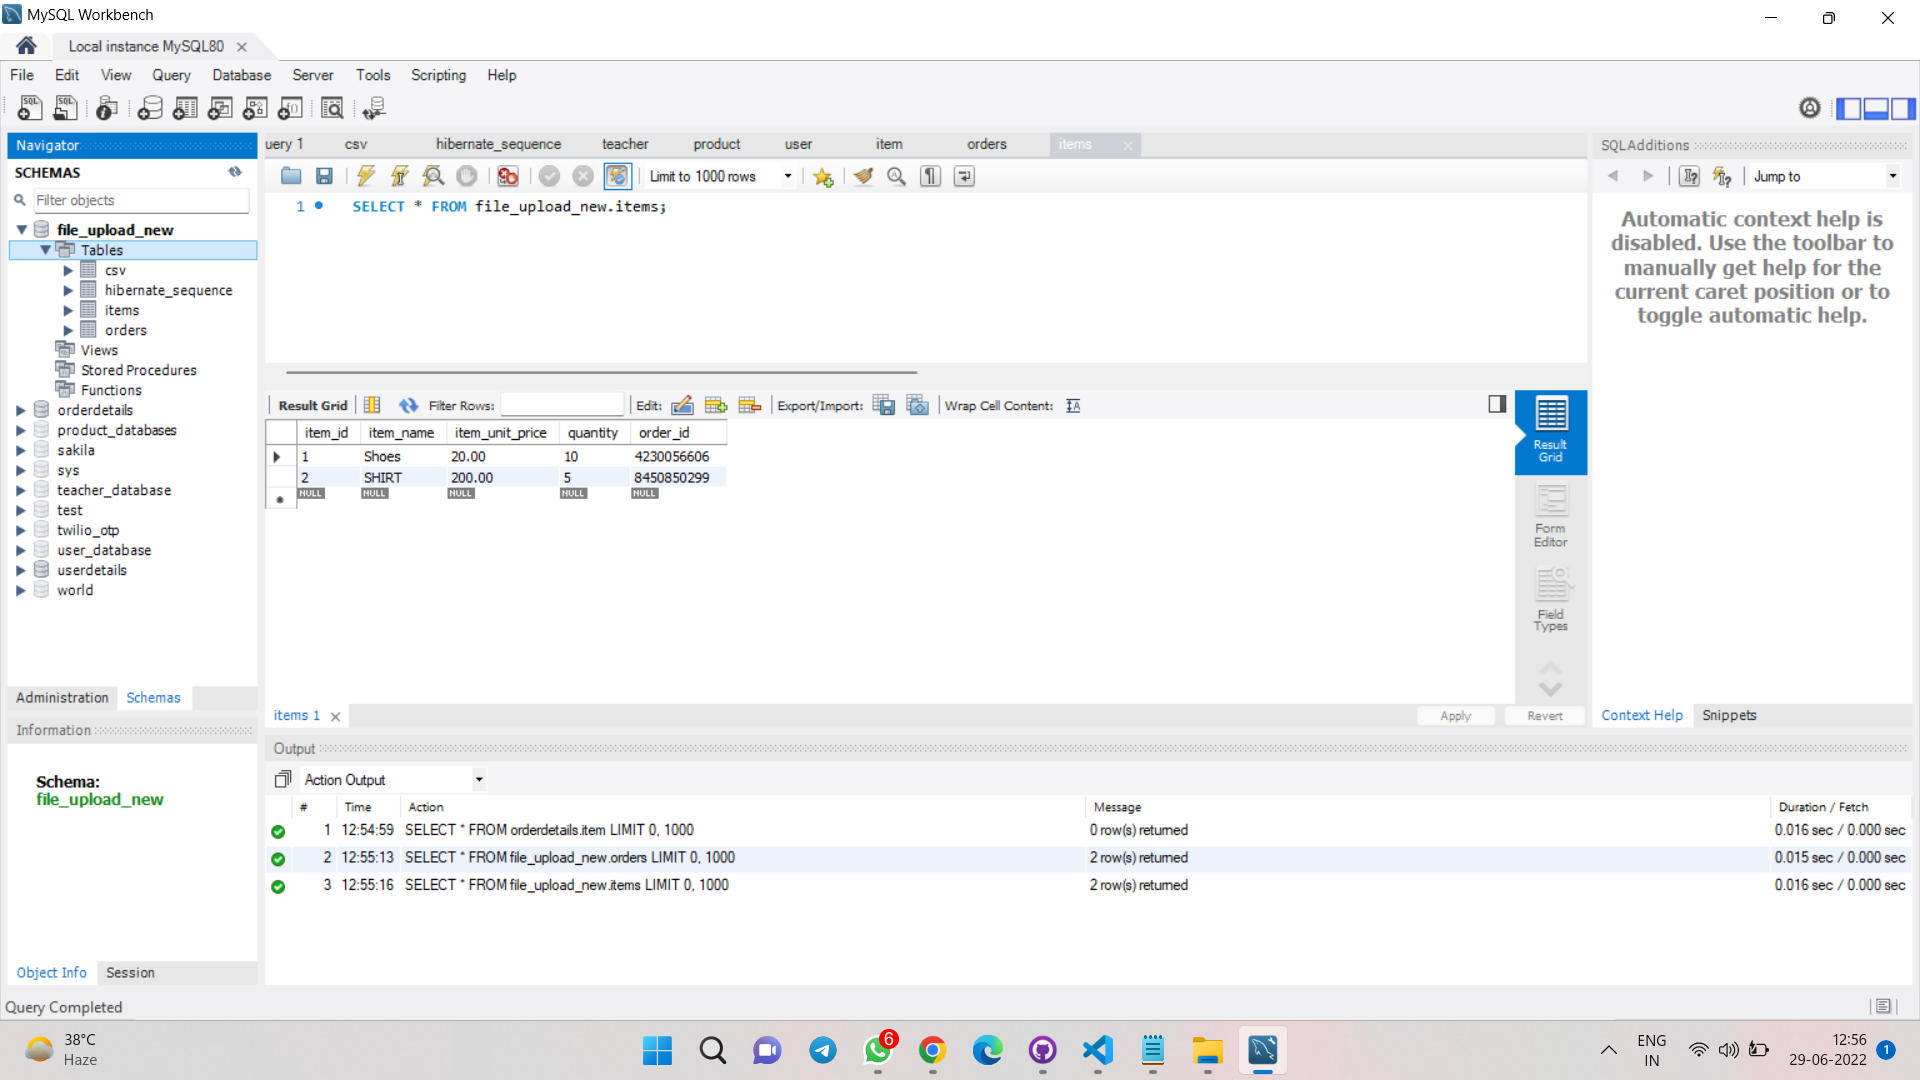 MySQL Workbench
Local instance MySQL80
File Edit View Query Database Server Tools Scripting Help
Navigator
SCHEMAS
Filter objects
file_upload_new
Tables
csv
hibernate_sequence
items
orders
Views
Stored Procedures
Functions
orderdetails
product_databases
sakila
sys
teacher_database
test
twilio_otp
user_database
userdetails
world
Administration Schemas
Information
Schema:
file_upload_new
Object Info Session
Query Completed
uery 1 csv hibernate_sequence teacher product user item orders items
Limit to 1000 rows
1 SELECT * FROM file_upload_new.items;
Result Grid Filter Rows: Edit: Export/Import: Wrap Cell Content:
item_id item_name item_unit_price quantity order_id
1 Shoes 20.00 10 4230056606
2 SHIRT 200.00 5 8450850299
NULL NULL NULL NULL NULL
Result
Grid
Form
Editor
Field
Types
items 1
Apply Revert
SQLAdditions
Jump to
Automatic context help is
disabled. Use the toolbar to
manually get help for the
current caret position or to
toggle automatic help.
Context Help Snippets
Output
Action Output
# Time Action Message Duration / Fetch
1 12:54:59 SELECT * FROM orderdetails.item LIMIT 0, 1000 0 row(s) returned 0.016 sec / 0.000 sec
2 12:55:13 SELECT * FROM file_upload_new.orders LIMIT 0, 1000 2 row(s) returned 0.015 sec / 0.000 sec
3 12:55:16 SELECT * FROM file_upload_new.items LIMIT 0, 1000 2 row(s) returned 0.016 sec / 0.000 sec
38°C
Haze
6
ENG
IN
12:56
29-06-2022
1